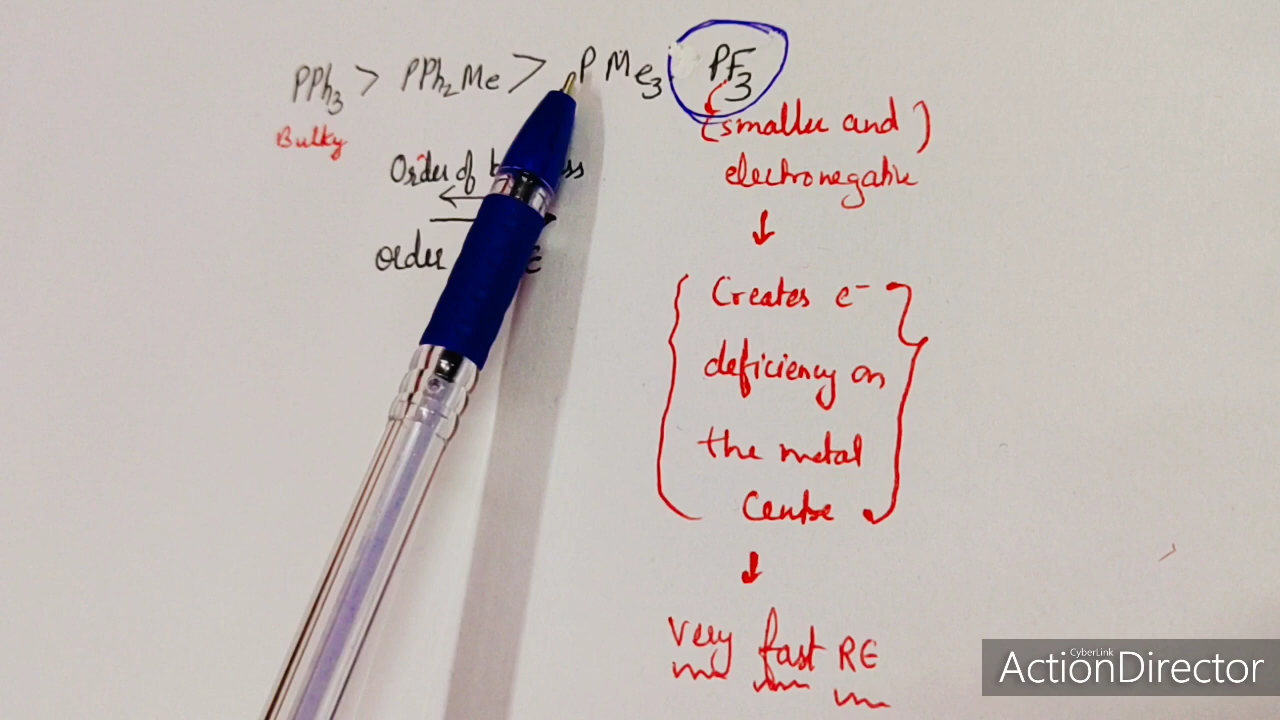 PPh3 > PPh2Me > PMe3 PF3
Bulky
(smaller and)
electronegative
Order of
order
↓
Creates e-
deficiency on
the metal
Centre
↓
Very fast RE
CyberLink
ActionDirector